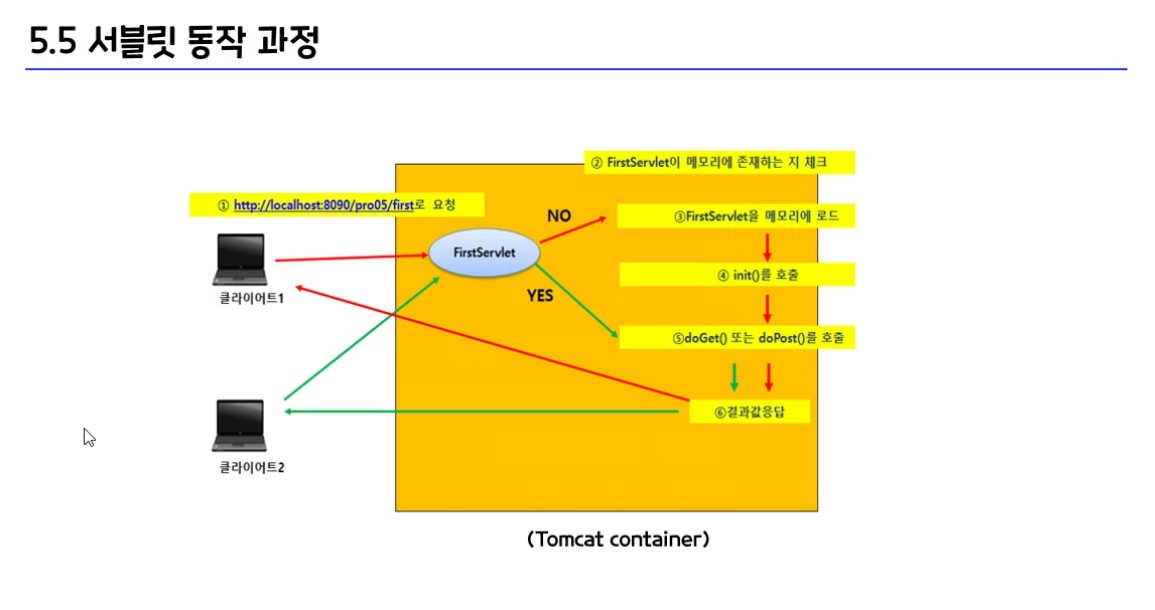 5.5 서블릿 동작 과정
② FirstServlet이 메모리에 존재하는 지 체크
① http://localhost:8090/pro05/first로 요청
NO
③FirstServlet을 메모리에 로드
FirstServlet
④ init()를 호출
YES
클라이어트1
⑤doGet() 또는 doPost()를 호출
⑥결과값응답
클라이어트2
(Tomcat container)